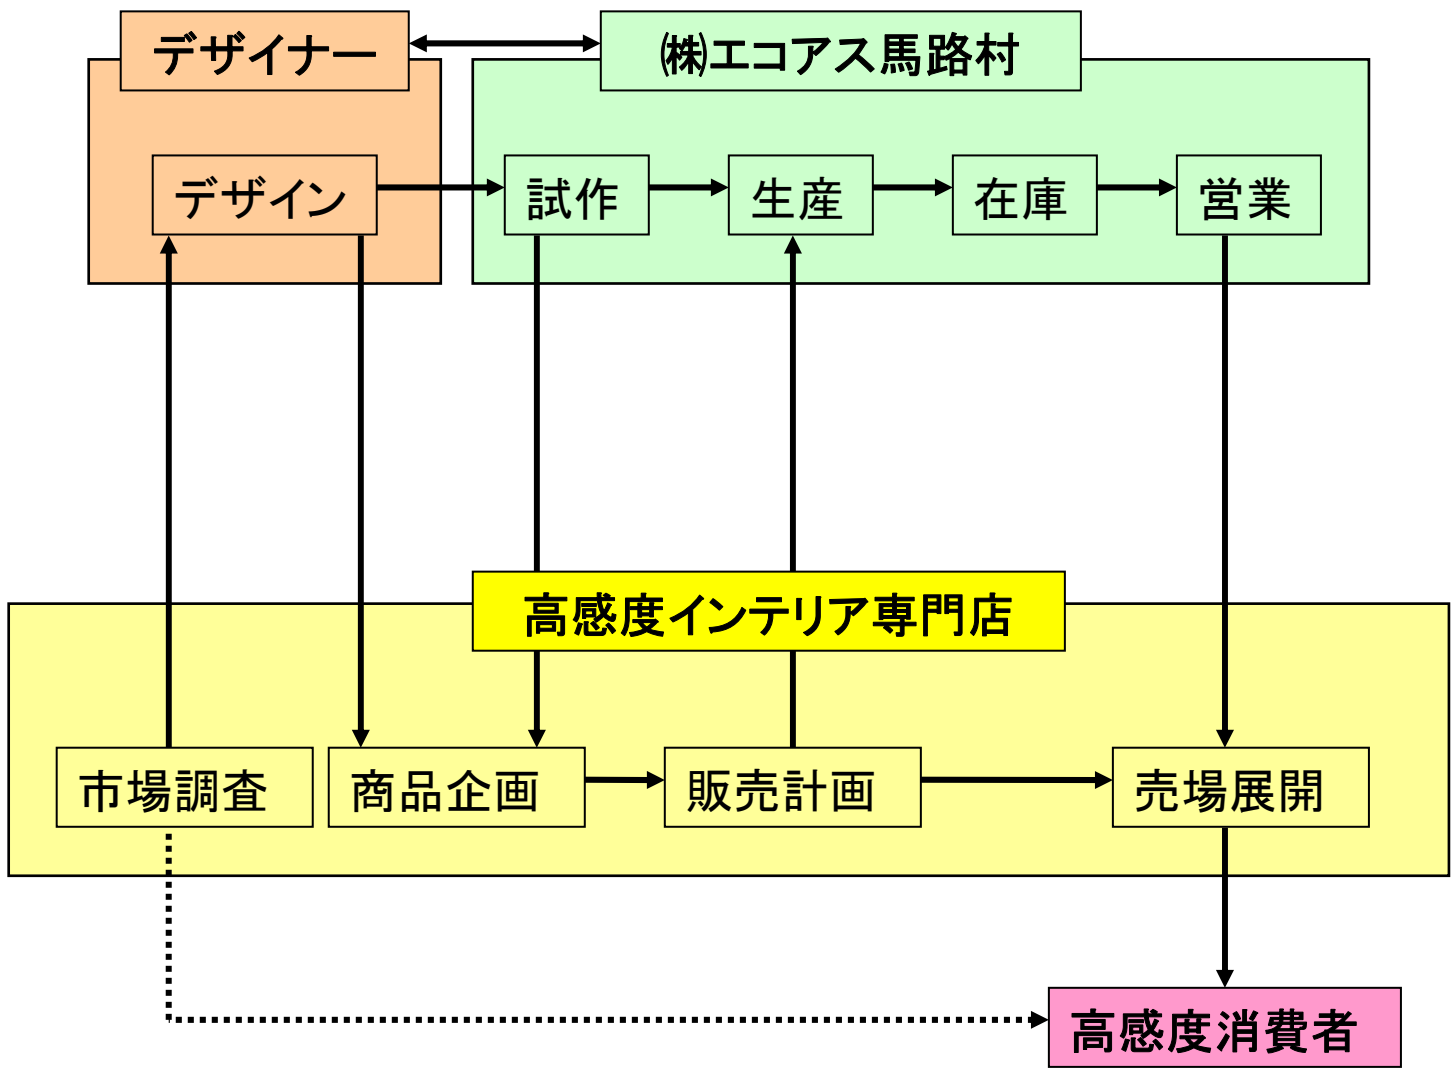 デザイナー
㈱エコアス馬路村
デザイン
試作
生産
在庫
営業
高感度インテリア専門店
市場調査
商品企画
販売計画
売場展開
高感度消費者